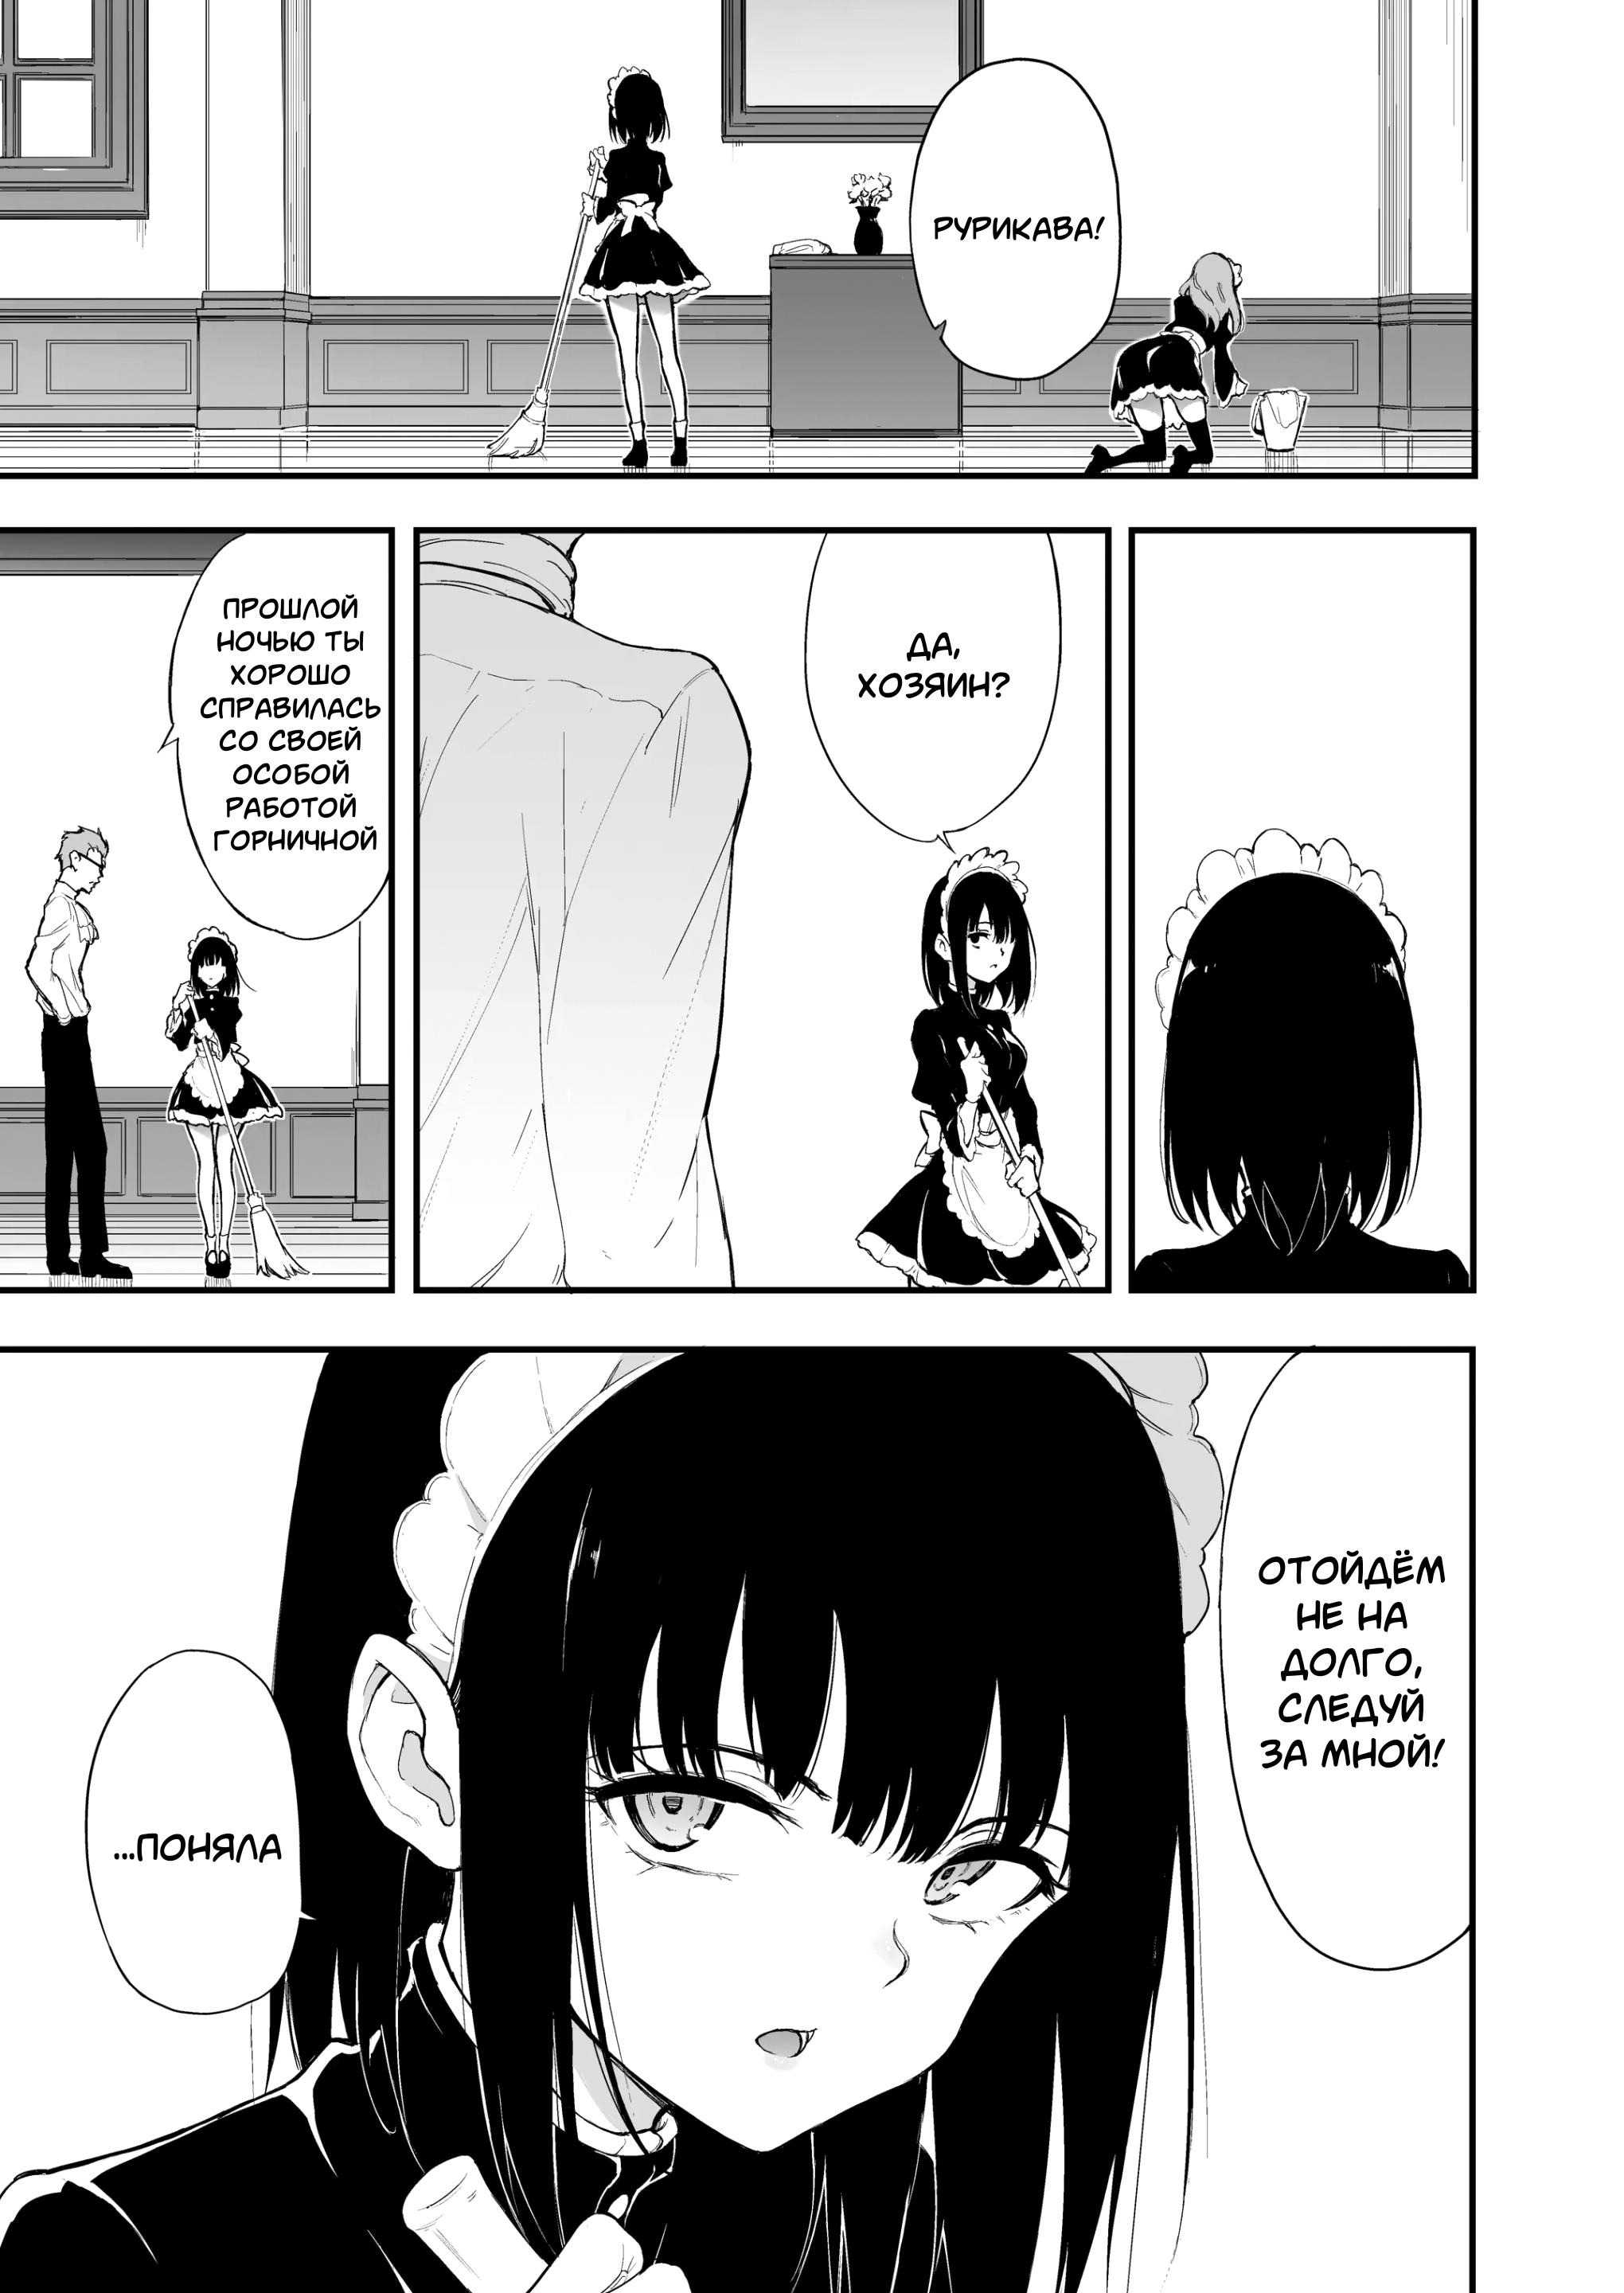 РУРИКАВА!
ДА,
ХОЗЯИН?
ПРОШЛОЙ
НОЧЬЮ ТЫ
ХОРОШО
СПРАВИЛАСЬ
СО СВОЕЙ
ОСОБОЙ
РАБОТОЙ
ГОРНИЧНОЙ
ОТОЙДЁМ
НЕ НА
ДОЛГО,
СЛЕДУЙ
ЗА МНОЙ!
...ПОНЯЛА